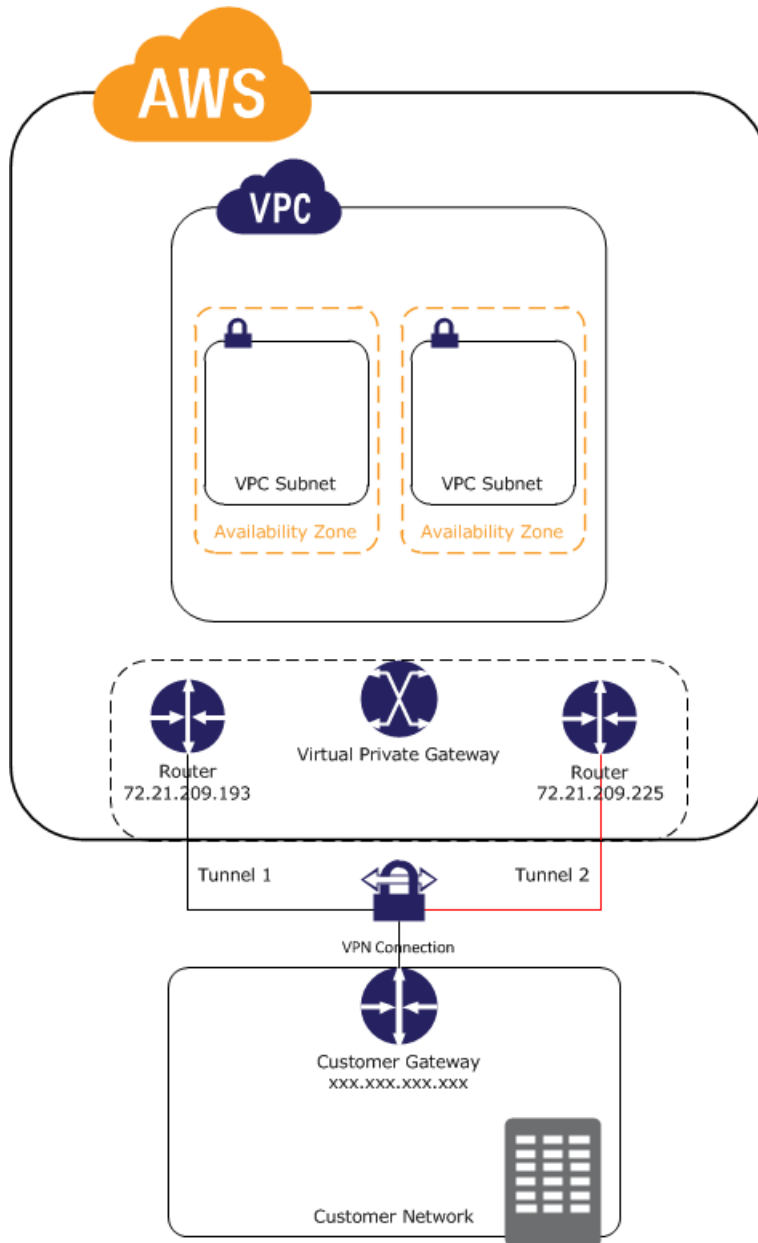 AWS
VPC
VPC Subnet
VPC Subnet
Availability Zone
Availability Zone
Virtual Private Gateway
Router
72.21.209.193
Router
72.21.209.225
Tunnel 1
Tunnel 2
VPN Connection
Customer Gateway
xxx.xxx.xxx.xxx
Customer Network